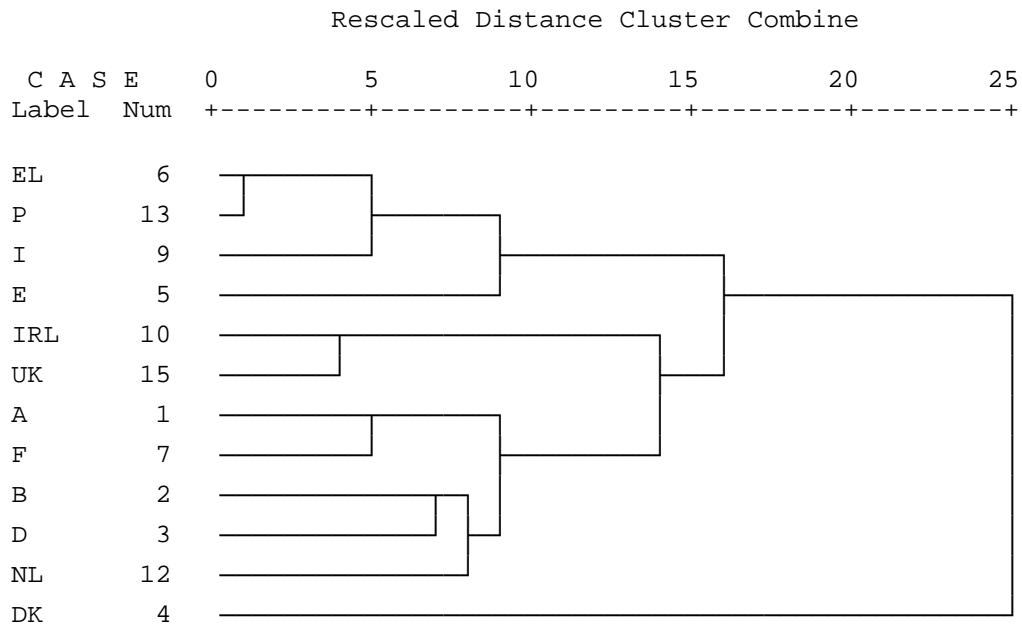 Rescaled Distance Cluster Combine
C A S E 0 5 10 15 20 25
Label Num +---------+---------+---------+---------+---------+
EL 6
P 13
I 9
E 5
IRL 10
UK 15
A 1
F 7
B 2
D 3
NL 12
DK 4